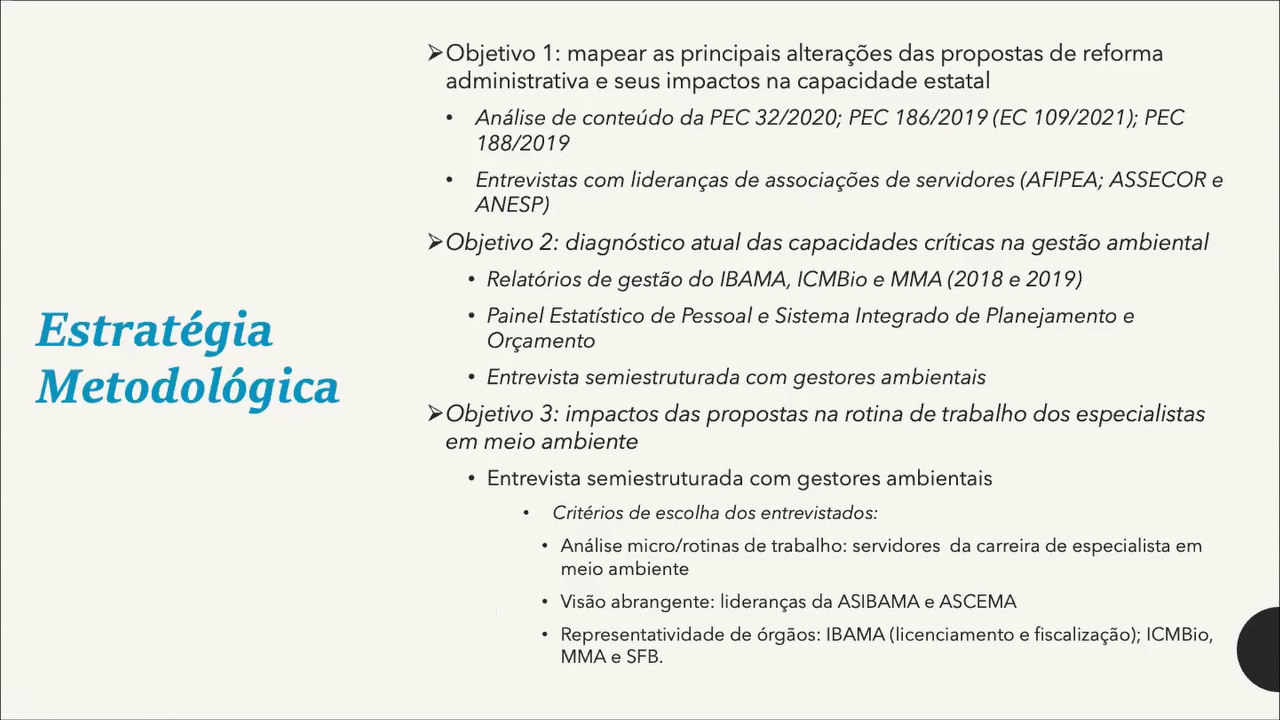 Estratégia
Metodológica
➢Objetivo 1: mapear as principais alterações das propostas de reforma
administrativa e seus impactos na capacidade estatal
• Análise de conteúdo da PEC 32/2020; PEC 186/2019 (EC 109/2021); PEC
188/2019
• Entrevistas com lideranças de associações de servidores (AFIPEA; ASSECOR e
ANESP)
➢Objetivo 2: diagnóstico atual das capacidades críticas na gestão ambiental
• Relatórios de gestão do IBAMA, ICMBio e MMA (2018 e 2019)
• Painel Estatístico de Pessoal e Sistema Integrado de Planejamento e
Orçamento
• Entrevista semiestruturada com gestores ambientais
➢Objetivo 3: impactos das propostas na rotina de trabalho dos especialistas
em meio ambiente
• Entrevista semiestruturada com gestores ambientais
• Critérios de escolha dos entrevistados:
• Análise micro/rotinas de trabalho: servidores da carreira de especialista em
meio ambiente
• Visão abrangente: lideranças da ASIBAMA e ASCEMA
• Representatividade de órgãos: IBAMA (licenciamento e fiscalização); ICMBio,
MMA e SFB.